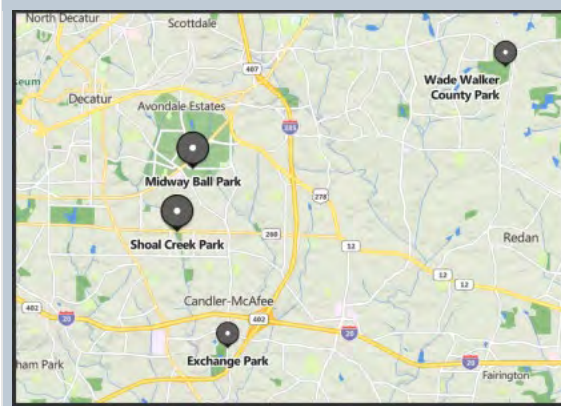 North Decatur
Scottdale
407
Wade Walker
County Park
Decatur
Avondale Estates
285
Midway Ball Park
278
Shoal Creek Park
260
12
Redan
12
12
Candler-McAfee
402
20
402
20
Exchange Park
20
ham Park
Fairington